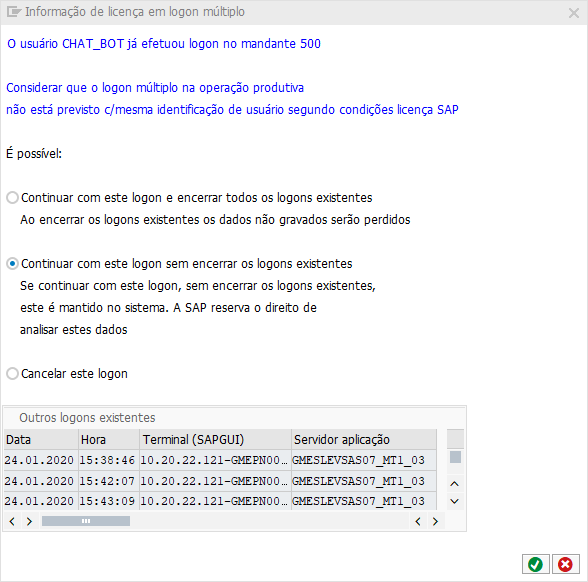 Informação de licença em logon múltiplo
O usuário CHAT_BOT já efetuou logon no mandante 500
Considerar que o logon múltiplo na operação produtiva
não está previsto c/mesma identificação de usuário segundo condições licença SAP
É possível:
Continuar com este logon e encerrar todos os logons existentes
Ao encerrar os logons existentes os dados não gravados serão perdidos
Continuar com este logon sem encerrar os logons existentes
Se continuar com este logon, sem encerrar os logons existentes,
este é mantido no sistema. A SAP reserva o direito de
analisar estes dados
Cancelar este logon
Outros logons existentes
Data Hora Terminal (SAPGUI) Servidor aplicação
24.01.2020 15:38:46 10.20.22.121-GMEPN00... GMESLEVSAS07_MT1_03
24.01.2020 15:42:07 10.20.22.121-GMEPN00... GMESLEVSAS07_MT1_03
24.01.2020 15:43:09 10.20.22.121-GMEPN00... GMESLEVSAS07_MT1_03